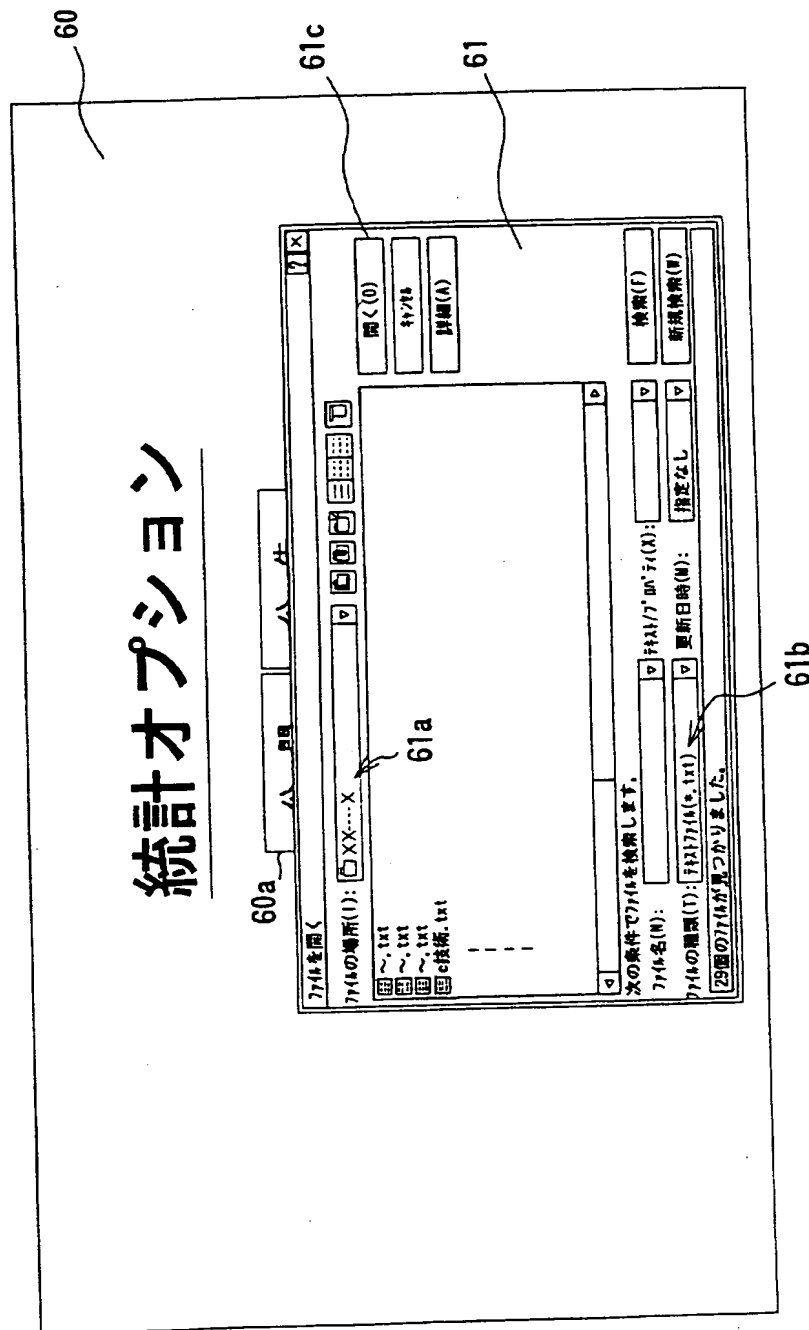 60
統計オプション
60a
ファイルを開く
? X
ファイルの場所(I):
XX----X
61a
61c
61
開く(O)
キャンセル
詳細(A)
～.txt
～.txt
～.txt
c技術.txt
次の条件でファイルを検索します。
ファイル名(N):
テキスト/プロパティ(X):
検索(F)
ファイルの種類(T):
テキストファイル(*.txt)
更新日時(M):
指定なし
新規検索(W)
29個のファイルが見つかりました。
61b